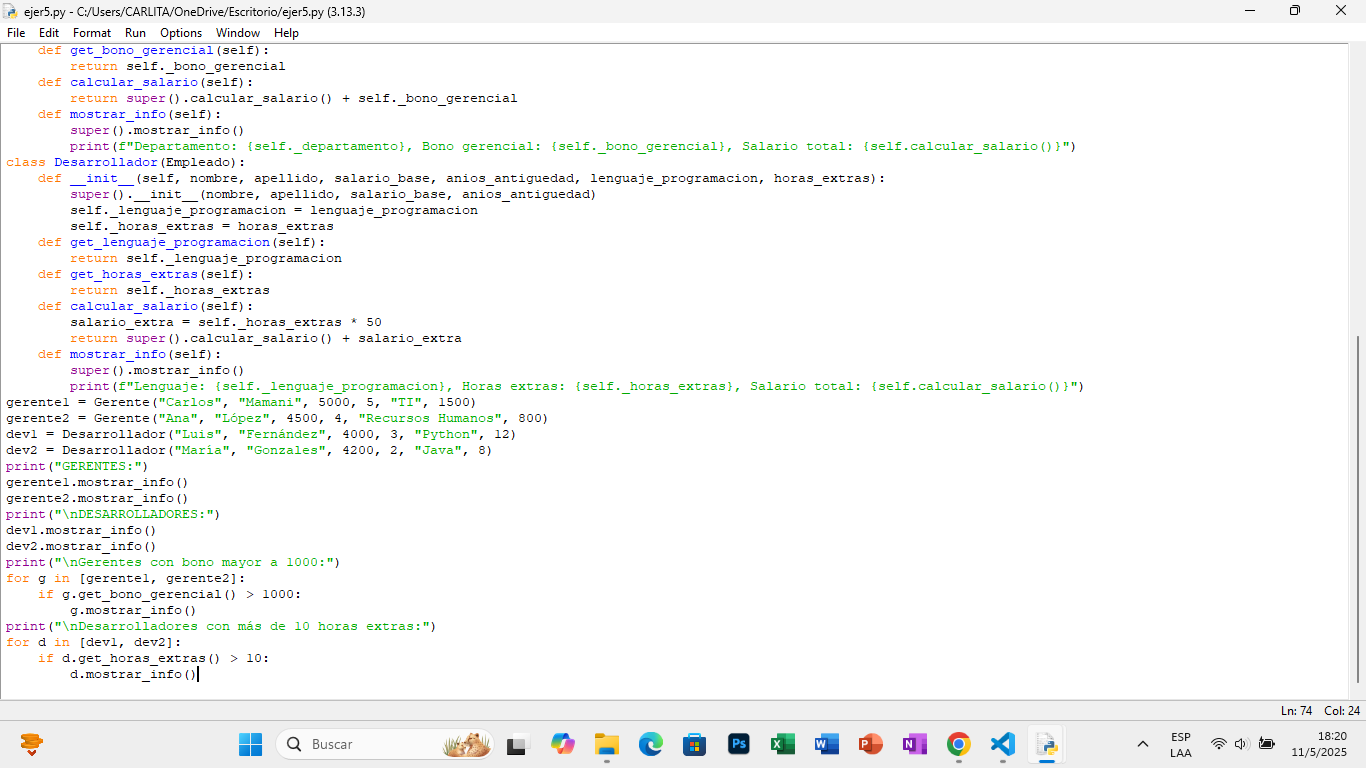 ejer5.py - C:/Users/CARLITA/OneDrive/Escritorio/ejer5.py (3.13.3)
File Edit Format Run Options Window Help
    def get_bono_gerencial(self):
        return self._bono_gerencial
    def calcular_salario(self):
        return super().calcular_salario() + self._bono_gerencial
    def mostrar_info(self):
        super().mostrar_info()
        print(f"Departamento: {self._departamento}, Bono gerencial: {self._bono_gerencial}, Salario total: {self.calcular_salario()}")
class Desarrollador(Empleado):
    def __init__(self, nombre, apellido, salario_base, anios_antiguedad, lenguaje_programacion, horas_extras):
        super().__init__(nombre, apellido, salario_base, anios_antiguedad)
        self._lenguaje_programacion = lenguaje_programacion
        self._horas_extras = horas_extras
    def get_lenguaje_programacion(self):
        return self._lenguaje_programacion
    def get_horas_extras(self):
        return self._horas_extras
    def calcular_salario(self):
        salario_extra = self._horas_extras * 50
        return super().calcular_salario() + salario_extra
    def mostrar_info(self):
        super().mostrar_info()
        print(f"Lenguaje: {self._lenguaje_programacion}, Horas extras: {self._horas_extras}, Salario total: {self.calcular_salario()}")
gerente1 = Gerente("Carlos", "Mamani", 5000, 5, "TI", 1500)
gerente2 = Gerente("Ana", "López", 4500, 4, "Recursos Humanos", 800)
dev1 = Desarrollador("Luis", "Fernández", 4000, 3, "Python", 12)
dev2 = Desarrollador("María", "Gonzales", 4200, 2, "Java", 8)
print("GERENTES:")
gerente1.mostrar_info()
gerente2.mostrar_info()
print("\nDESARROLLADORES:")
dev1.mostrar_info()
dev2.mostrar_info()
print("\nGerentes con bono mayor a 1000:")
for g in [gerente1, gerente2]:
    if g.get_bono_gerencial() > 1000:
        g.mostrar_info()
print("\nDesarrolladores con más de 10 horas extras:")
for d in [dev1, dev2]:
    if d.get_horas_extras() > 10:
        d.mostrar_info()
Ln: 74 Col: 24
Buscar
Ps
ESP
LAA
18:20
11/5/2025